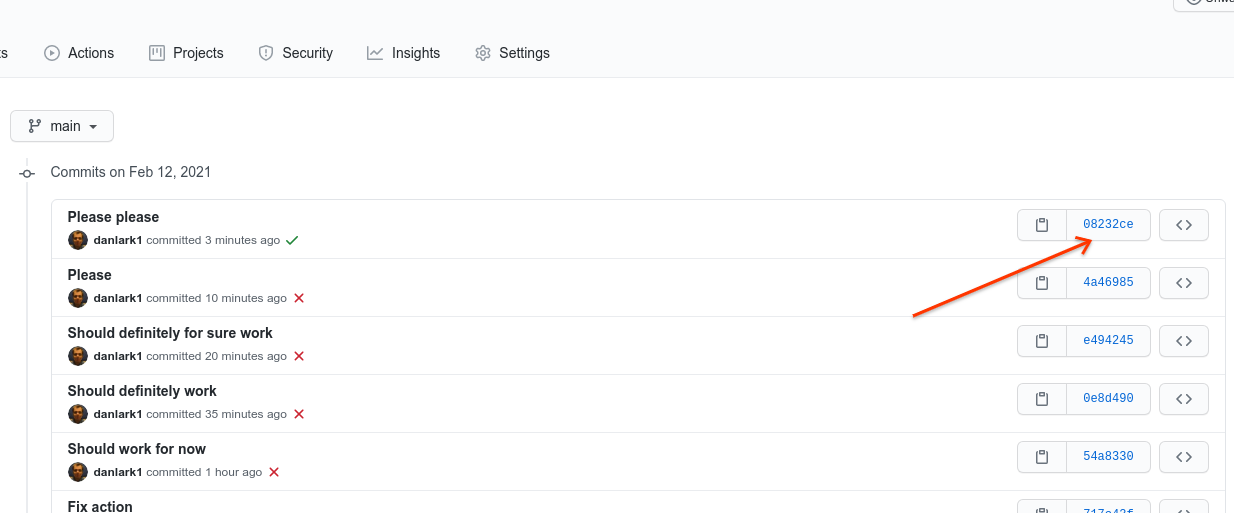 Actions Projects Security Insights Settings
main
Commits on Feb 12, 2021
Please please
danlark1 committed 3 minutes ago
08232ce
Please
danlark1 committed 10 minutes ago
4a46985
Should definitely for sure work
danlark1 committed 20 minutes ago
e494245
Should definitely work
danlark1 committed 35 minutes ago
0e8d490
Should work for now
danlark1 committed 1 hour ago
54a8330
Fix action